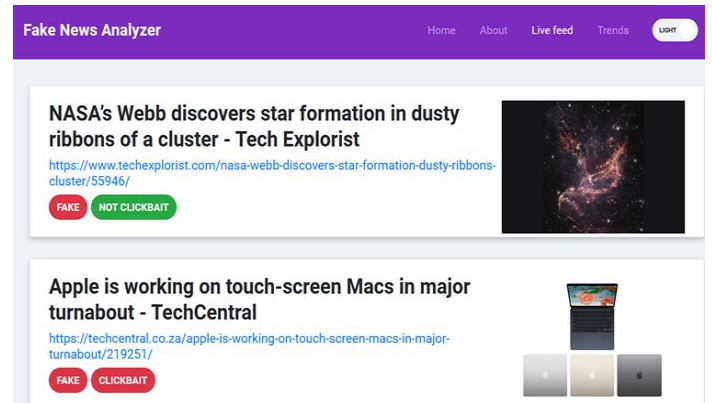 Fake News Analyzer
Home About Live feed Trends LIGHT
NASA's Webb discovers star formation in dusty
ribbons of a cluster - Tech Explorist
https://www.techexplorist.com/nasa-webb-discovers-star-formation-dusty-ribbons-
cluster/55946/
FAKE NOT CLICKBAIT
Apple is working on touch-screen Macs in major
turnabout - TechCentral
https://techcentral.co.za/apple-is-working-on-touch-screen-macs-in-major-
turnabout/219251/
FAKE CLICKBAIT